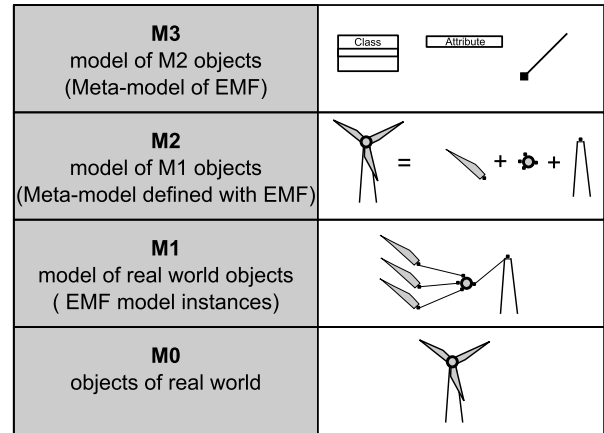 M3
model of M2 objects
(Meta-model of EMF)
Class
Attribute
M2
model of M1 objects
(Meta-model defined with EMF)
= + +
M1
model of real world objects
( EMF model instances)
M0
objects of real world